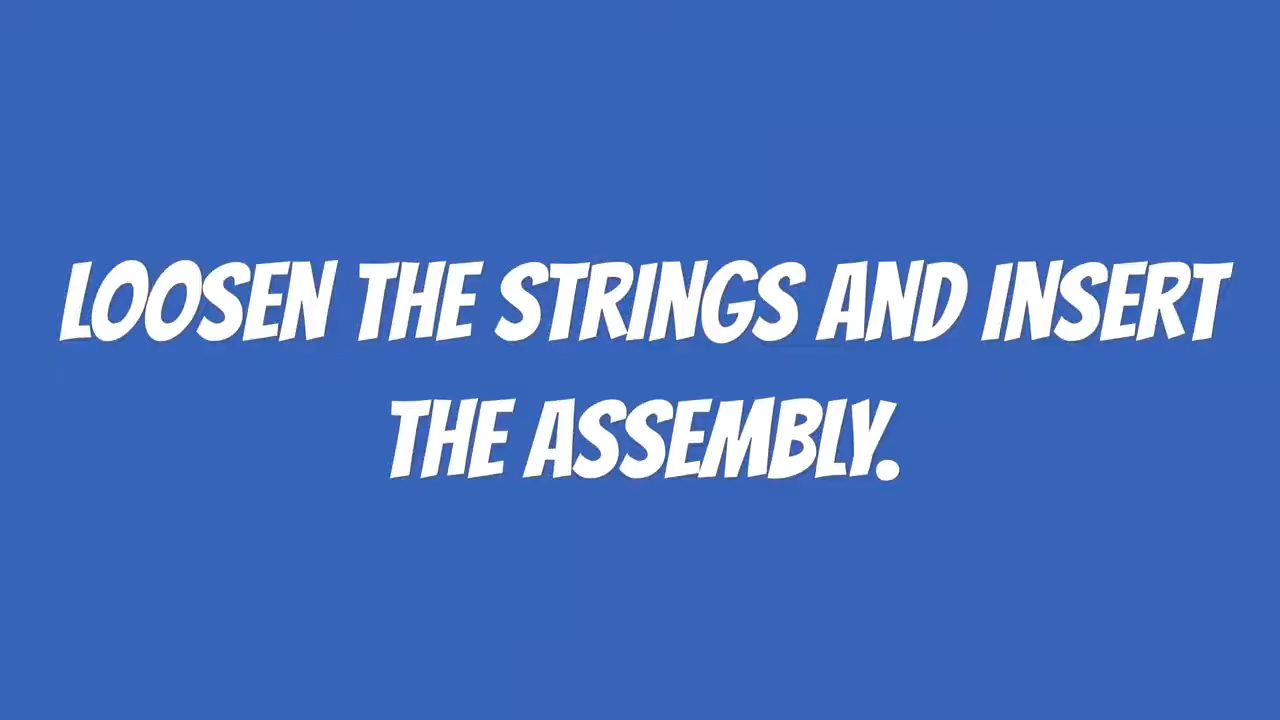 LOOSEN THE STRINGS AND INSERT
THE ASSEMBLY.